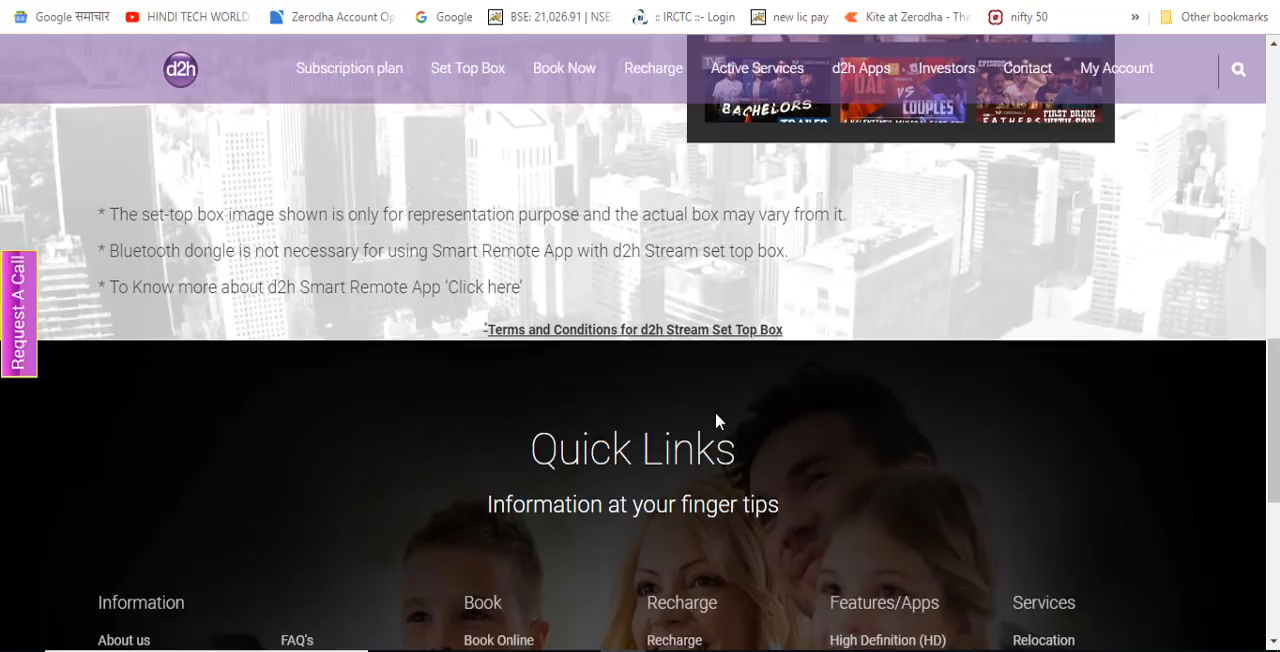 Google समाचार HINDI TECH WORLD Zerodha Account Op Google BSE: 21,026.91 | NSE :: IRCTC ::- Login new lic pay Kite at Zerodha - The nifty 50 » Other bookmarks
d2h Subscription plan Set Top Box Book Now Recharge Active Services d2h Apps Investors Contact My Account
BACHELORS VS COUPLES
TRAILER FIRST DRINK
* The set-top box image shown is only for representation purpose and the actual box may vary from it.
* Bluetooth dongle is not necessary for using Smart Remote App with d2h Stream set top box.
* To Know more about d2h Smart Remote App ‘Click here’
Request A Call
*Terms and Conditions for d2h Stream Set Top Box
Quick Links
Information at your finger tips
Information Book Recharge Features/Apps Services
About us FAQ's Book Online Recharge High Definition (HD) Relocation